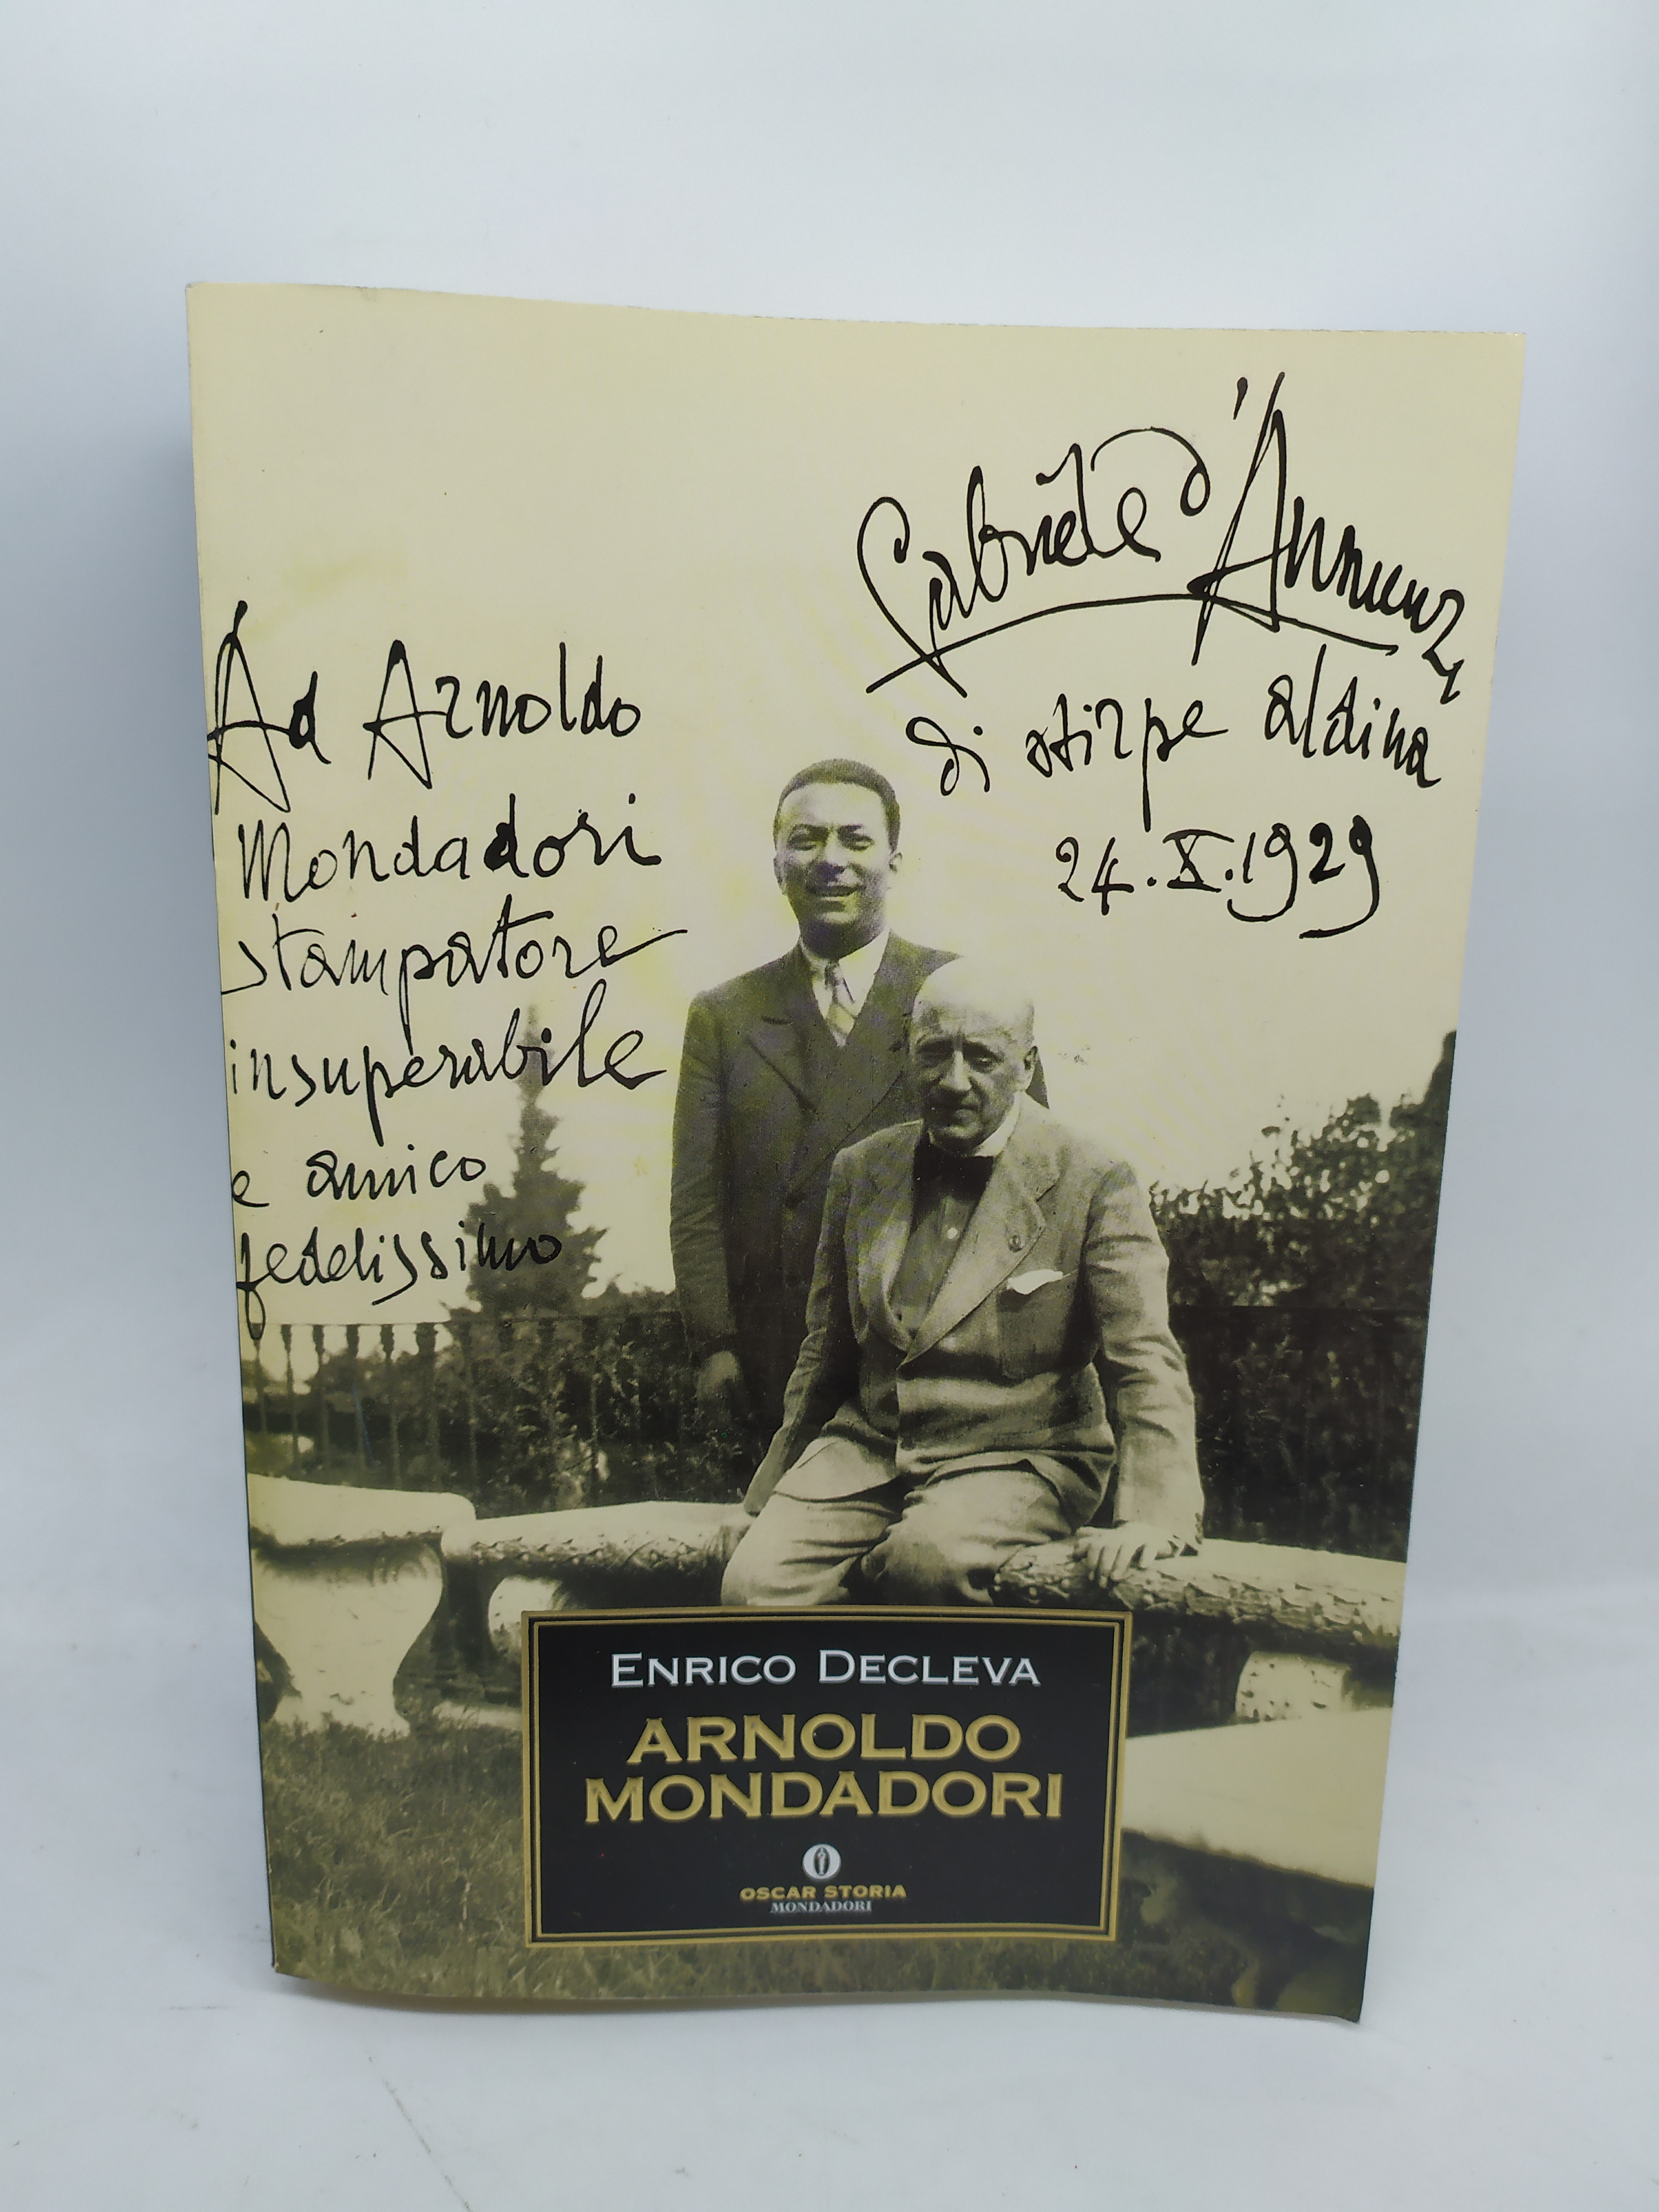 Gabriele d'Annunz
di stirpe aldina
24.X.1929
Ad Arnoldo
Mondadori
stampatore
insuperabile
e amico
fedelissimo
ENRICO DECLEVA
ARNOLDO
MONDADORI
OSCAR STORIA
MONDADORI